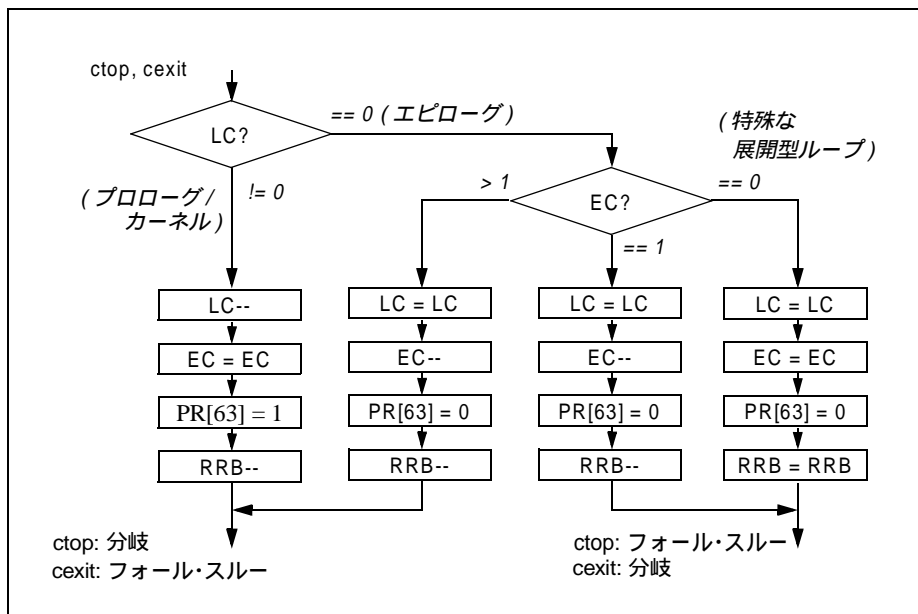 ctop, cexit
LC?
== 0 (エピローグ)
(特殊な
展開型ループ)
(プロローグ/
カーネル)
!= 0
> 1
EC?
== 0
== 1
LC--
LC = LC
LC = LC
LC = LC
EC = EC
EC--
EC--
EC = EC
PR[63] = 1
PR[63] = 0
PR[63] = 0
PR[63] = 0
RRB--
RRB--
RRB--
RRB = RRB
ctop: 分岐
cexit: フォール・スルー
ctop: フォール・スルー
cexit: 分岐